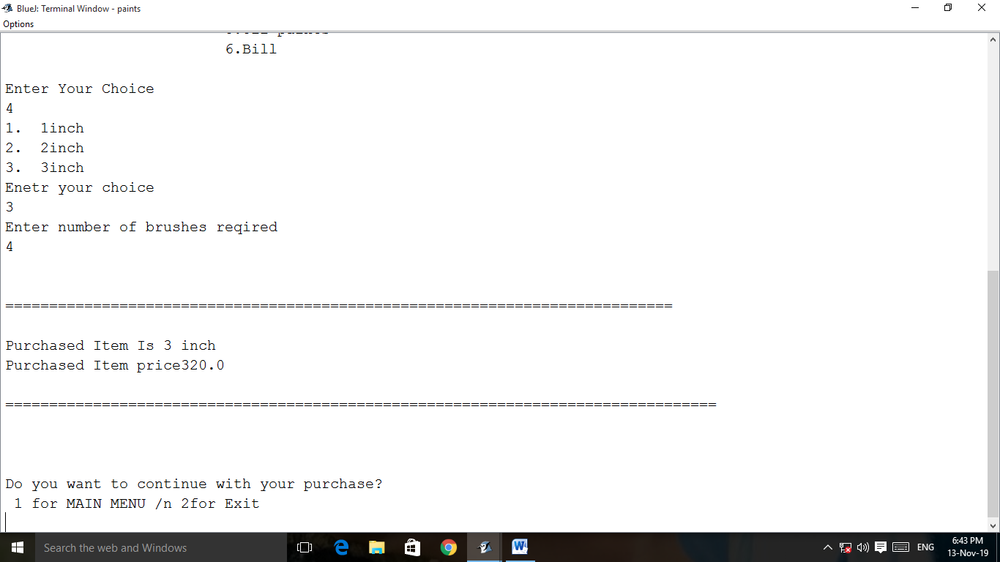 BlueJ: Terminal Window - paints
Options
6.Bill
Enter Your Choice
4
1.  1inch
2.  2inch
3.  3inch
Enetr your choice
3
Enter number of brushes reqired
4
============================================================================
Purchased Item Is 3 inch
Purchased Item price320.0
=================================================================================
Do you want to continue with your purchase?
 1 for MAIN MENU /n 2for Exit
Search the web and Windows
ENG
6:43 PM
13-Nov-19